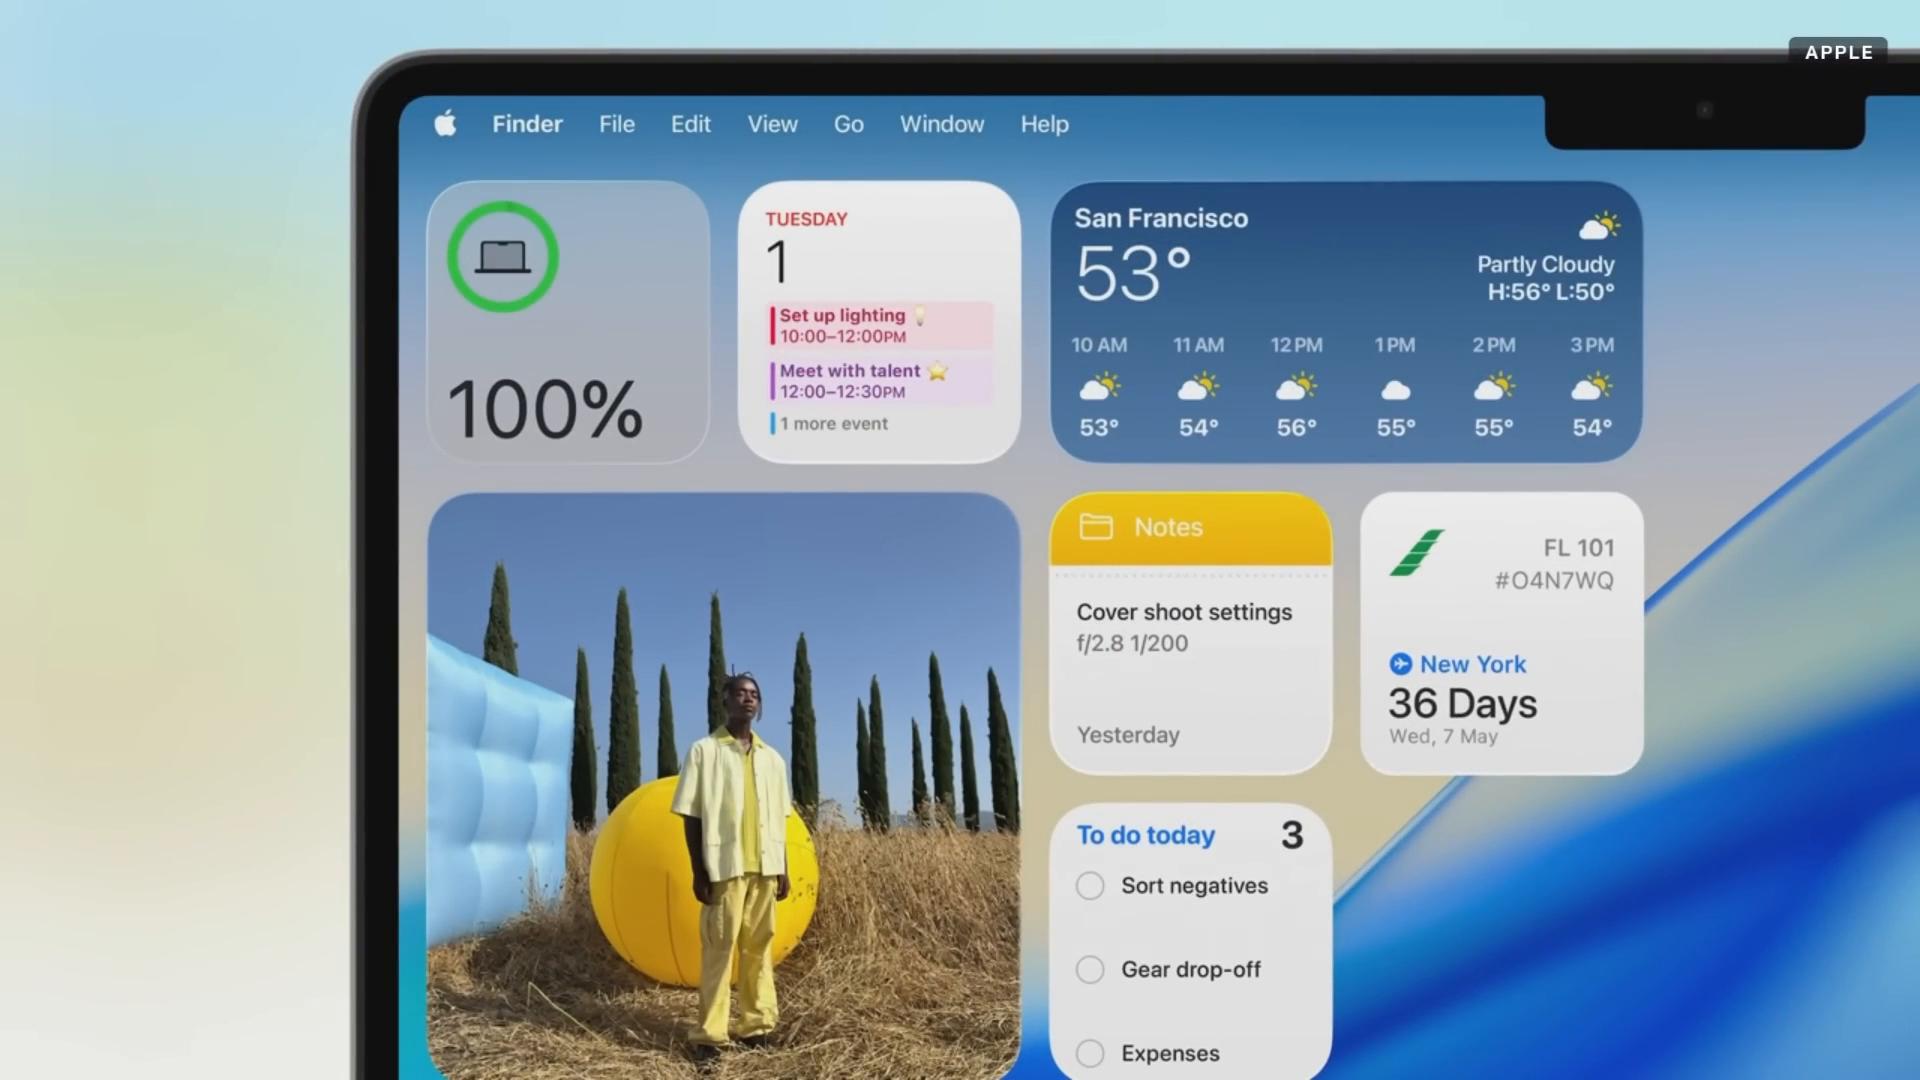 APPLE
Finder File Edit View Go Window Help
100%
TUESDAY
1
Set up lighting
10:00–12:00PM
Meet with talent
12:00–12:30PM
1 more event
San Francisco
53°
Partly Cloudy
H:56° L:50°
10 AM 11 AM 12 PM 1 PM 2 PM 3 PM
53° 54° 56° 55° 55° 54°
Notes
Cover shoot settings
f/2.8 1/200
Yesterday
FL 101
#O4N7WQ
New York
36 Days
Wed, 7 May
To do today 3
Sort negatives
Gear drop-off
Expenses